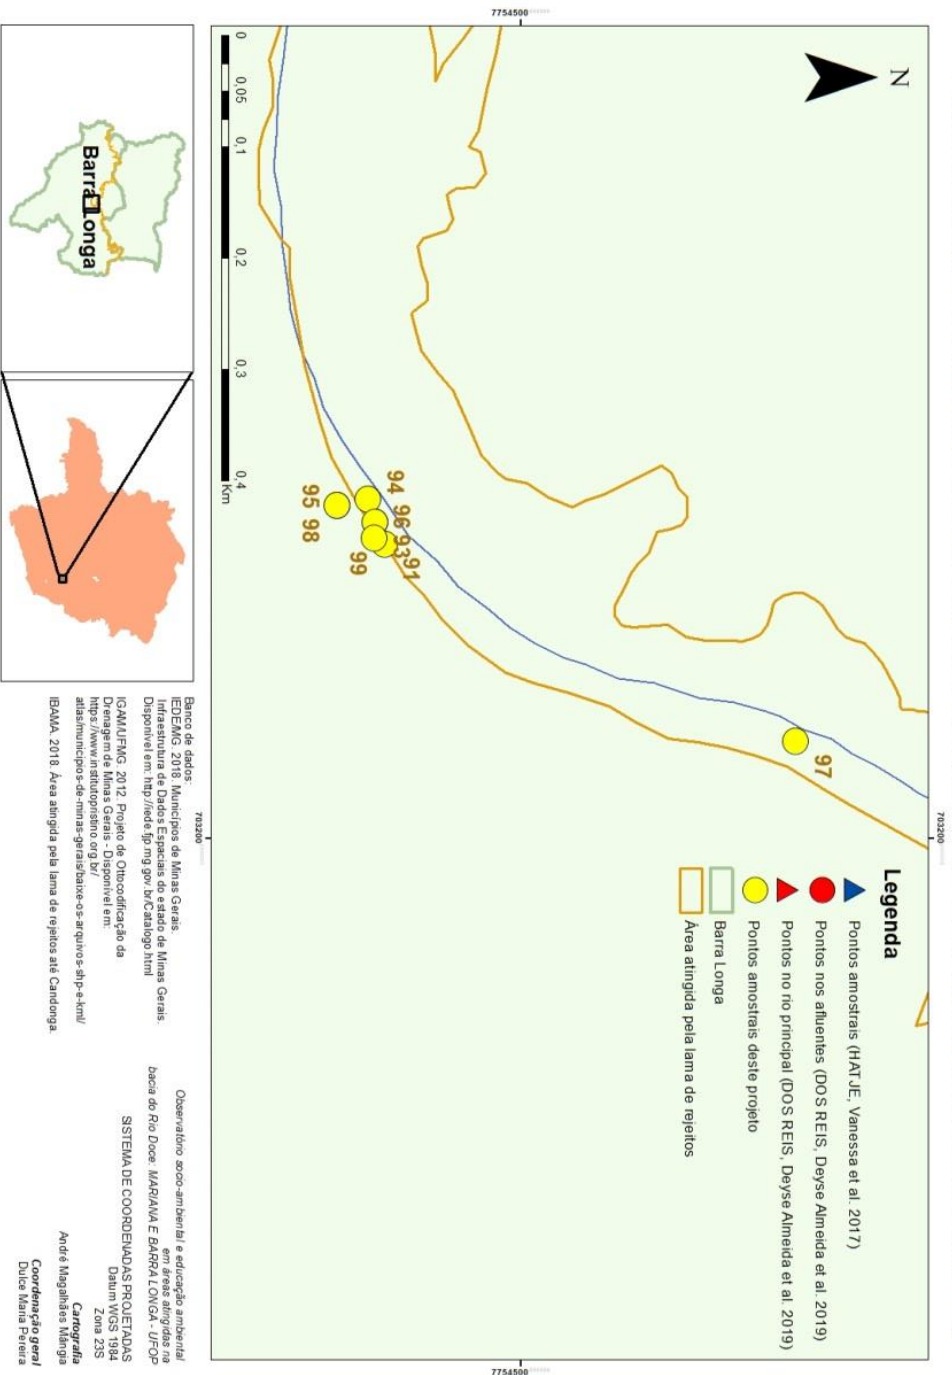 7754500
N
703200
97
94 96 93 91
99
95 98
0 0,05 0,1 0,2 0,3 0,4
Km
7754500
703200
Legenda
Pontos amostrais (HATJE, Vanessa et al. 2017)
Pontos nos afluentes (DOS REIS, Deyse Almeida et al. 2019)
Pontos no rio principal (DOS REIS, Deyse Almeida et al. 2019)
Pontos amostrais deste projeto
Barra Longa
Área atingida pela lama de rejeitos
Barra Longa
Banco de dados:
IEDE/MG. 2018. Municípios de Minas Gerais.
Infraestrutura de Dados Espaciais do estado de Minas Gerais.
Disponível em: http://iede.fjp.mg.gov.br/Catalogo.html
IGAM/UFMG. 2012. Projeto de Ottocodificação da
Drenagem de Minas Gerais - Disponível em:
https://www.institutopristino.org.br/
atlas/municipios-de-minas-gerais/baixe-os-arquivos-shp-e-kml/
IBAMA. 2018. Área atingida pela lama de rejeitos até Candonga.
Observatório socio-ambiental e educação ambiental
em áreas atingidas na
bacia do Rio Doce: MARIANA E BARRA LONGA - UFOP
SISTEMA DE COORDENADAS PROJETADAS
Datum WGS 1984
Zona 23S
Cartografia
André Magalhães Mângia
Coordenação geral
Dulce Maria Pereira